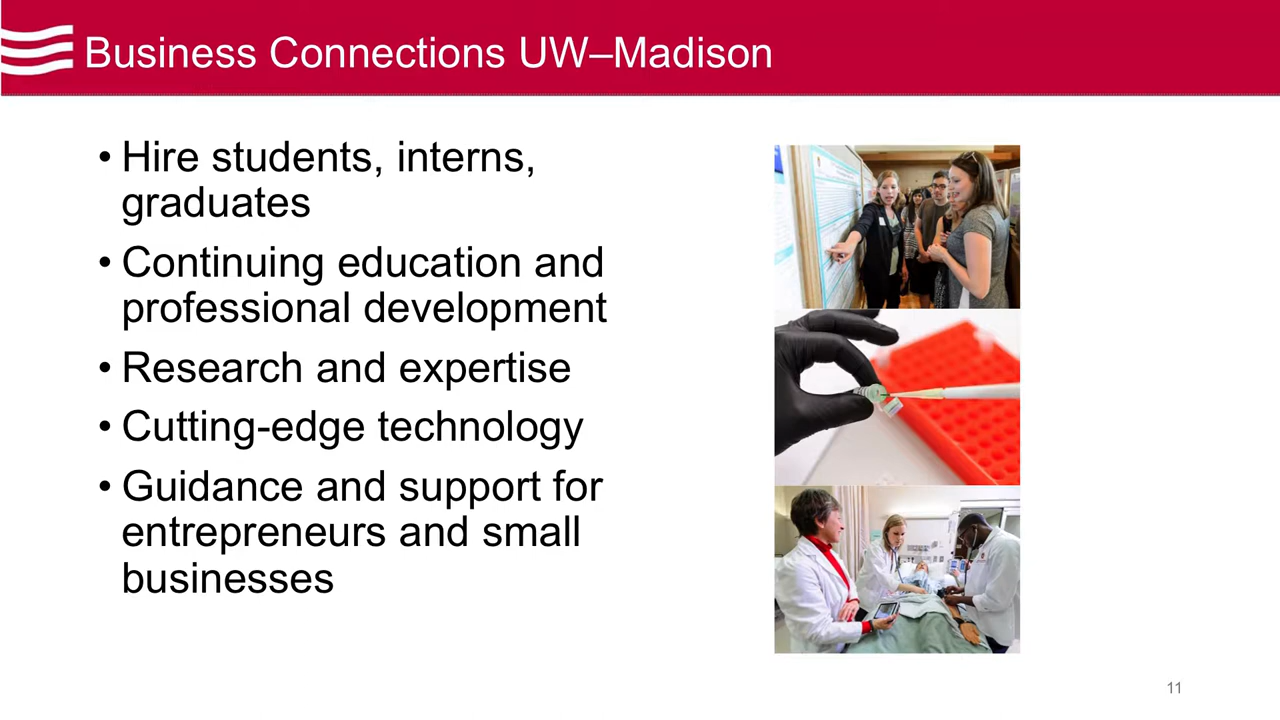 Business Connections UW–Madison
• Hire students, interns,
graduates
• Continuing education and
professional development
• Research and expertise
• Cutting-edge technology
• Guidance and support for
entrepreneurs and small
businesses
11